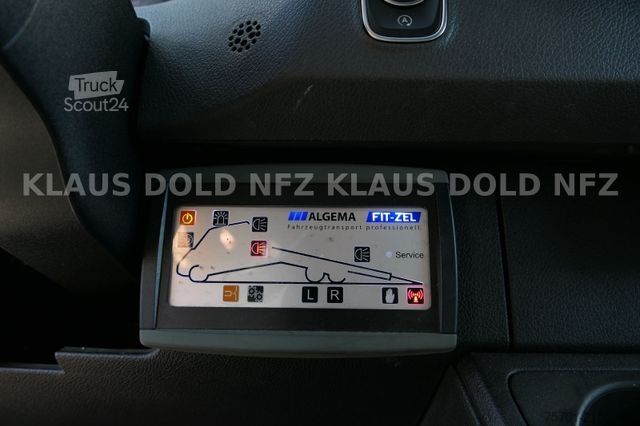 Truck
Scout24
KLAUS DOLD NFZ KLAUS DOLD NFZ
ALGEMA FIT-ZEL
Fahrzeugtransport professionell.
Service
L R